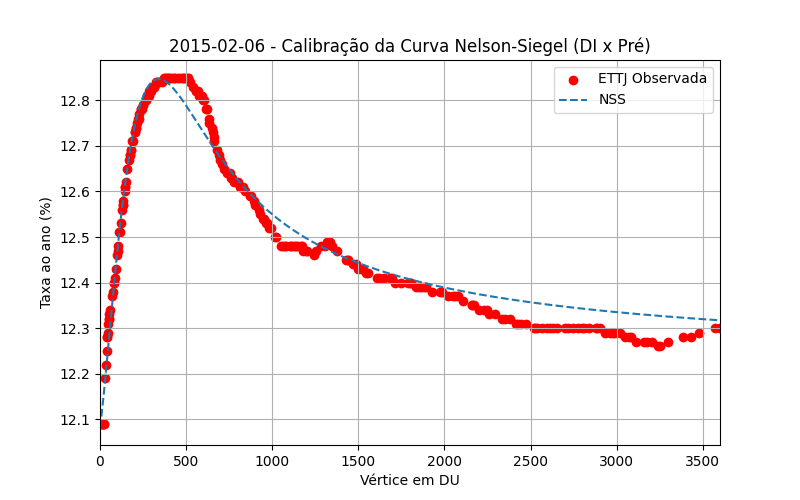 2015-02-06 - Calibração da Curva Nelson-Siegel (DI x Pré)
ETTJ Observada
NSS
Taxa ao ano (%)
12.8
12.7
12.6
12.5
12.4
12.3
12.2
12.1
0 500 1000 1500 2000 2500 3000 3500
Vértice em DU